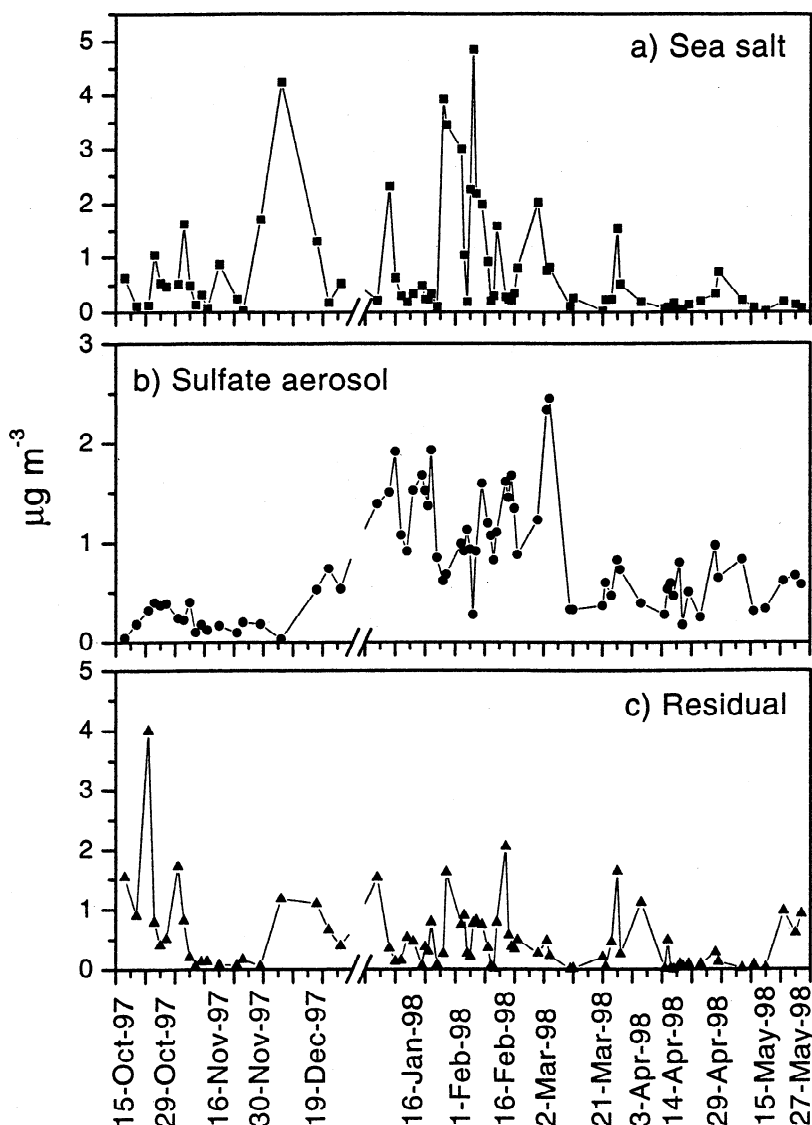 a) Sea salt
5
4
3
2
1
0
b) Sulfate aerosol
3
2
1
0
µg m-3
c) Residual
5
4
3
2
1
0
15-Oct-97
29-Oct-97
16-Nov-97
30-Nov-97
19-Dec-97
16-Jan-98
1-Feb-98
16-Feb-98
2-Mar-98
21-Mar-98
3-Apr-98
14-Apr-98
29-Apr-98
15-May-98
27-May-98